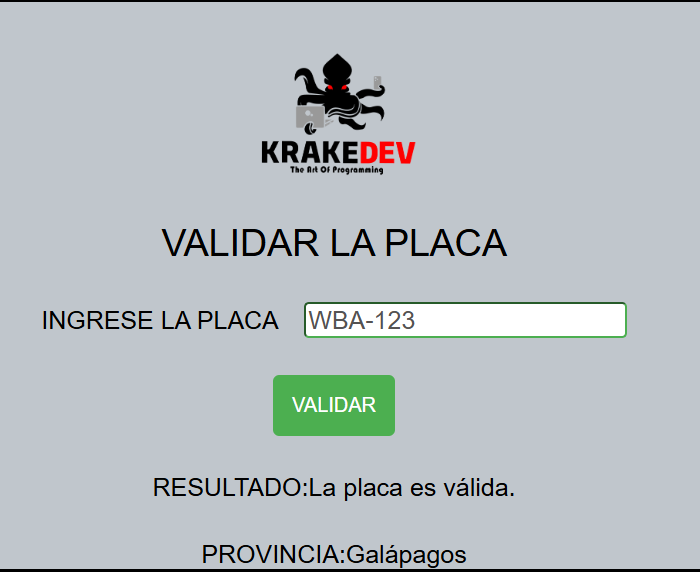 KRAKEDEV
The Art Of Programming
VALIDAR LA PLACA
INGRESE LA PLACA WBA-123
VALIDAR
RESULTADO:La placa es válida.
PROVINCIA:Galápagos